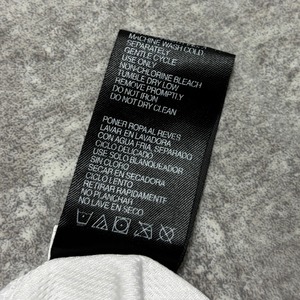 MACHINE WASH COLD
SEPARATELY
GENTLE CYCLE
USE ONLY
NON-CHLORINE BLEACH
TUMBLE DRY LOW
REMOVE PROMPTLY
DO NOT IRON
DO NOT DRY CLEAN
PONER ROPA AL REVES
LAVAR EN LAVADORA
CON AGUA FRIA, SEPARADO
CICLO DELICADO
USE SOLO BLANQUEADOR
SIN CLORO
SECAR EN SECADORA
CICLO LENTO
RETIRAR RAPIDAMENTE
NO PLANCHAR
NO LAVE EN SECO